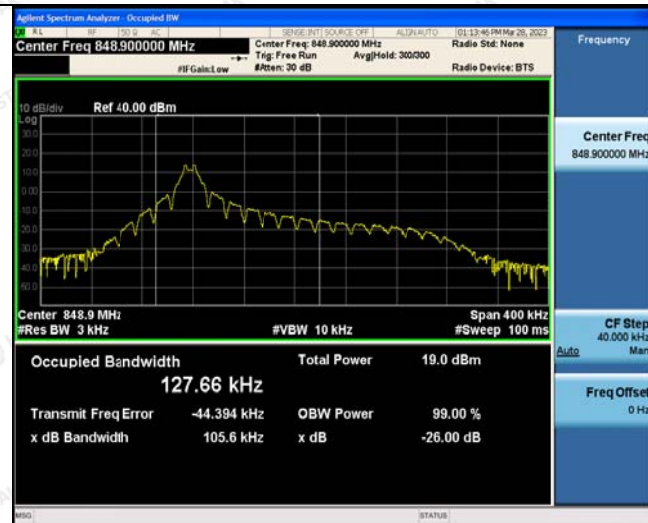 Agilent Spectrum Analyzer - Occupied BW
RL RF 50 Ω AC SENSE:INT SOURCE OFF ALIGN AUTO 01:13:46 PM Mar 28, 2023
Center Freq 848.900000 MHz
Center Freq: 848.900000 MHz
Radio Std: None
Trig: Free Run Avg|Hold: 300/300
#IFGain:Low #Atten: 30 dB Radio Device: BTS
10 dB/div Ref 40.00 dBm
Log
30.0
20.0
10.0
0.00
-10.0
-20.0
-30.0
-40.0
-50.0
Center 848.9 MHz Span 400 kHz
#Res BW 3 kHz #VBW 10 kHz #Sweep 100 ms
Occupied Bandwidth Total Power 19.0 dBm
127.66 kHz
Transmit Freq Error -44.394 kHz OBW Power 99.00 %
x dB Bandwidth 105.6 kHz x dB -26.00 dB
MSG STATUS
Frequency
Center Freq
848.900000 MHz
CF Step
40.000 kHz
Auto Man
Freq Offset
0 Hz